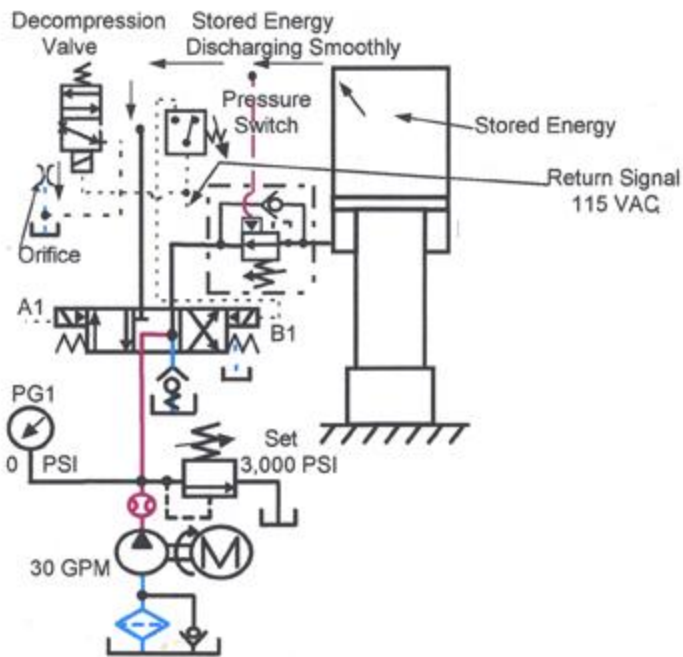 Decompression
Valve
Stored Energy
Discharging Smoothly
Pressure
Switch
Stored Energy
Return Signal
115 VAC
Orifice
A1
B1
PG1
0 PSI
Set
3,000 PSI
30 GPM
M